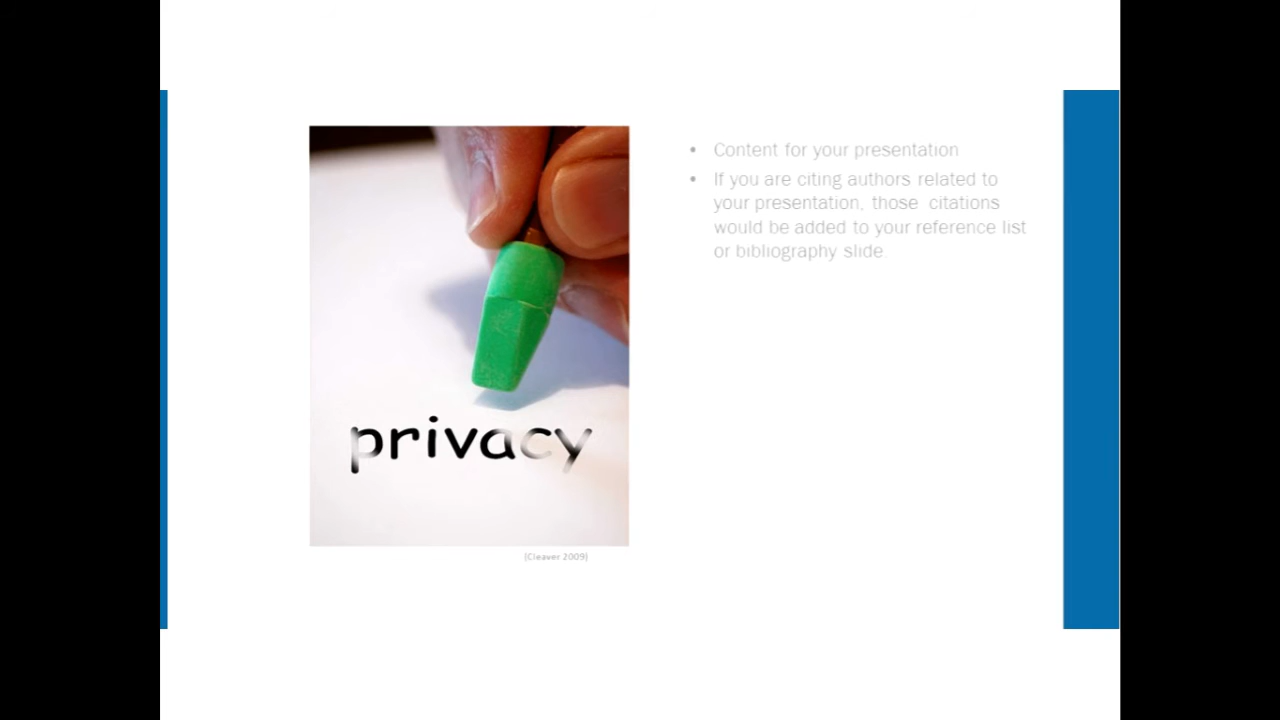 • Content for your presentation
• If you are citing authors related to
your presentation, those citations
would be added to your reference list
or bibliography slide.
privacy
(Cleaver 2009)